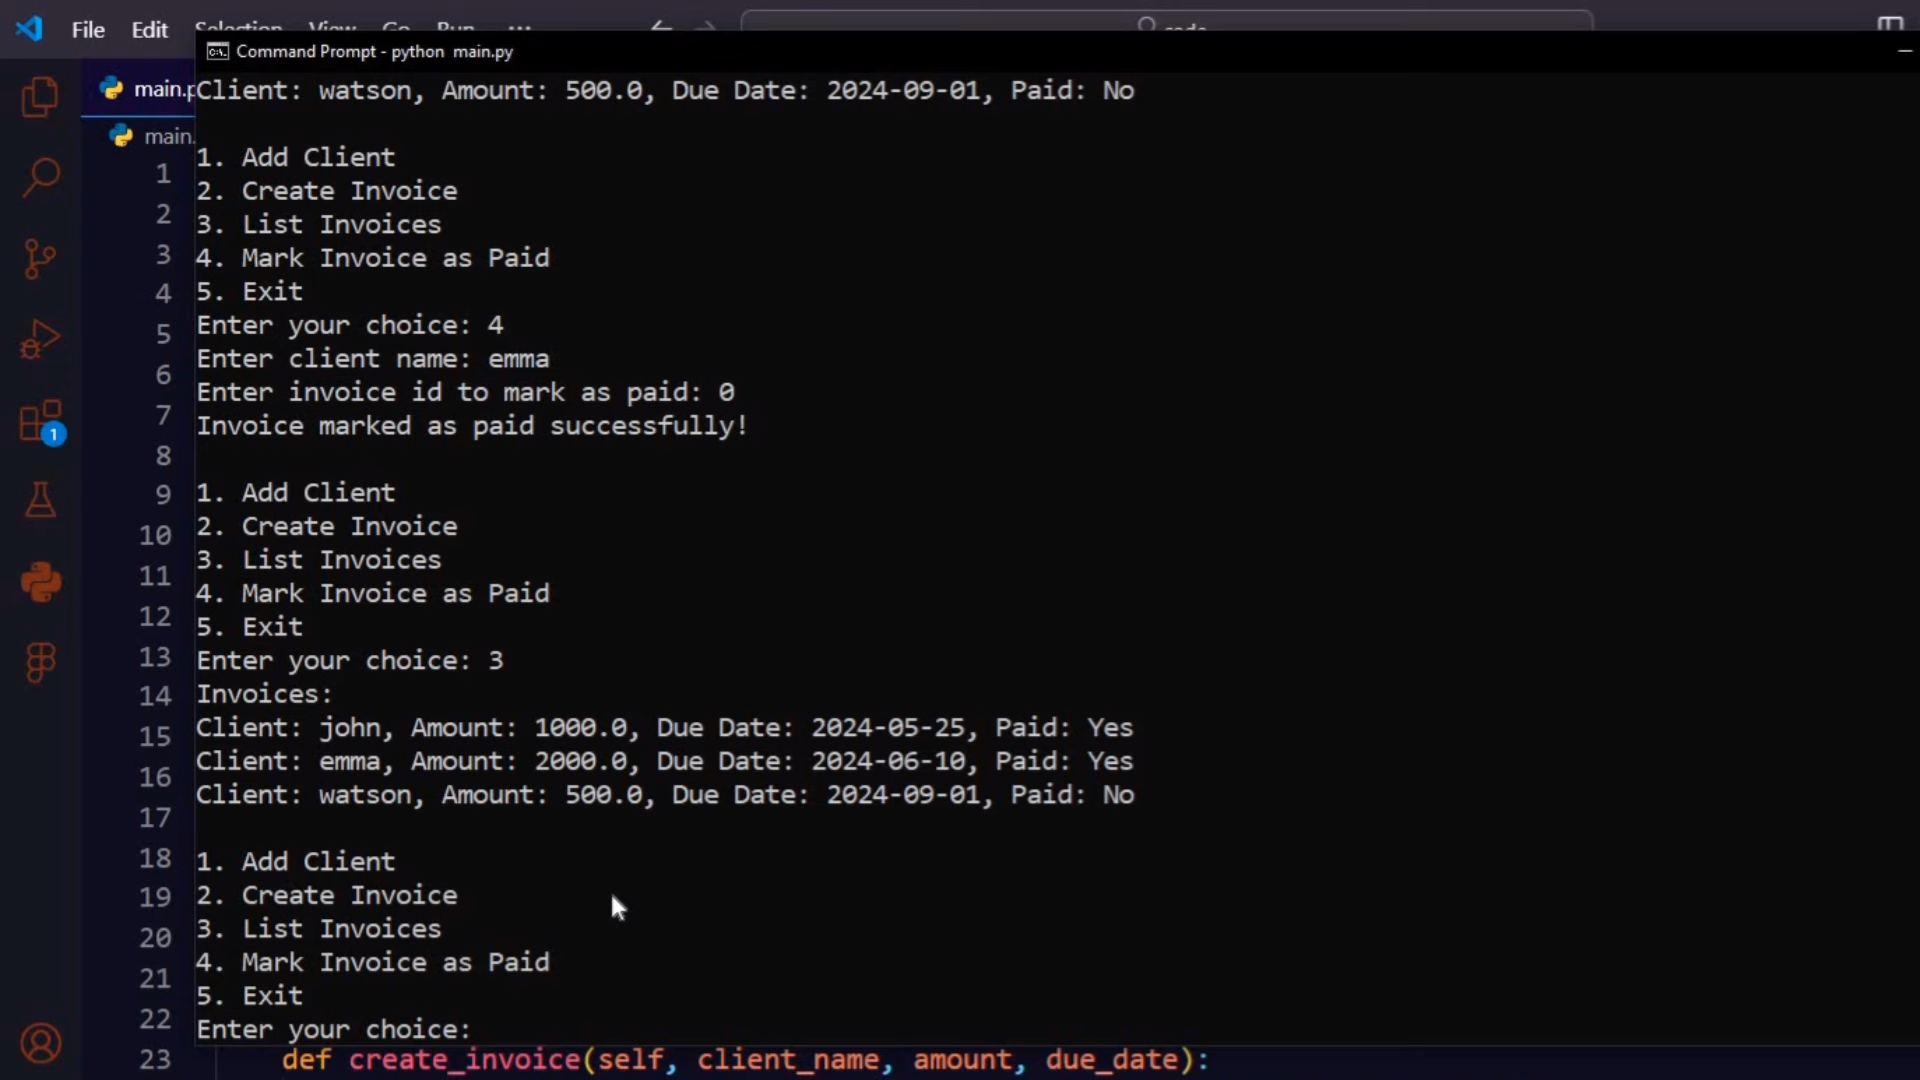 File Edit Selection View Go Run ...
Command Prompt - python main.py
main.p
Client: watson, Amount: 500.0, Due Date: 2024-09-01, Paid: No
main.
1. Add Client
2. Create Invoice
3. List Invoices
4. Mark Invoice as Paid
5. Exit
Enter your choice: 4
Enter client name: emma
Enter invoice id to mark as paid: 0
Invoice marked as paid successfully!
1. Add Client
2. Create Invoice
3. List Invoices
4. Mark Invoice as Paid
5. Exit
Enter your choice: 3
Invoices:
Client: john, Amount: 1000.0, Due Date: 2024-05-25, Paid: Yes
Client: emma, Amount: 2000.0, Due Date: 2024-06-10, Paid: Yes
Client: watson, Amount: 500.0, Due Date: 2024-09-01, Paid: No
1. Add Client
2. Create Invoice
3. List Invoices
4. Mark Invoice as Paid
5. Exit
Enter your choice:
1
2
3
4
5
6
7
8
9
10
11
12
13
14
15
16
17
18
19
20
21
22
23 def create_invoice(self, client_name, amount, due_date):
1